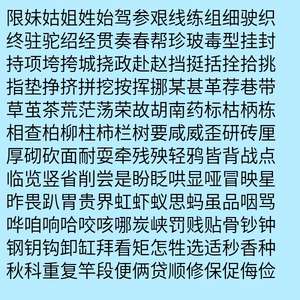 限妹姑姐姓始驾参艰线练组细驶织
终驻驼绍经贯奏春帮珍玻毒型挂封
持项垮挎城挠政赴赵挡挺括拴拾挑
指垫挣挤拼挖按挥挪某甚革荐巷带
草茧茶荒茫荡荣故胡南药标枯柄栋
相查柏柳柱柿栏树要咸威歪研砖厘
厚砌砍面耐耍牵残殃轻鸦皆背战点
临览竖省削尝是盼眨哄显哑冒映星
昨畏趴胃贵界虹虾蚁思蚂虽品咽骂
哗咱响哈咬咳哪炭峡罚贱贴骨钞钟
钢钥钩卸缸拜看矩怎牲选适秒香种
秋科重复竿段便俩贷顺修保促侮俭